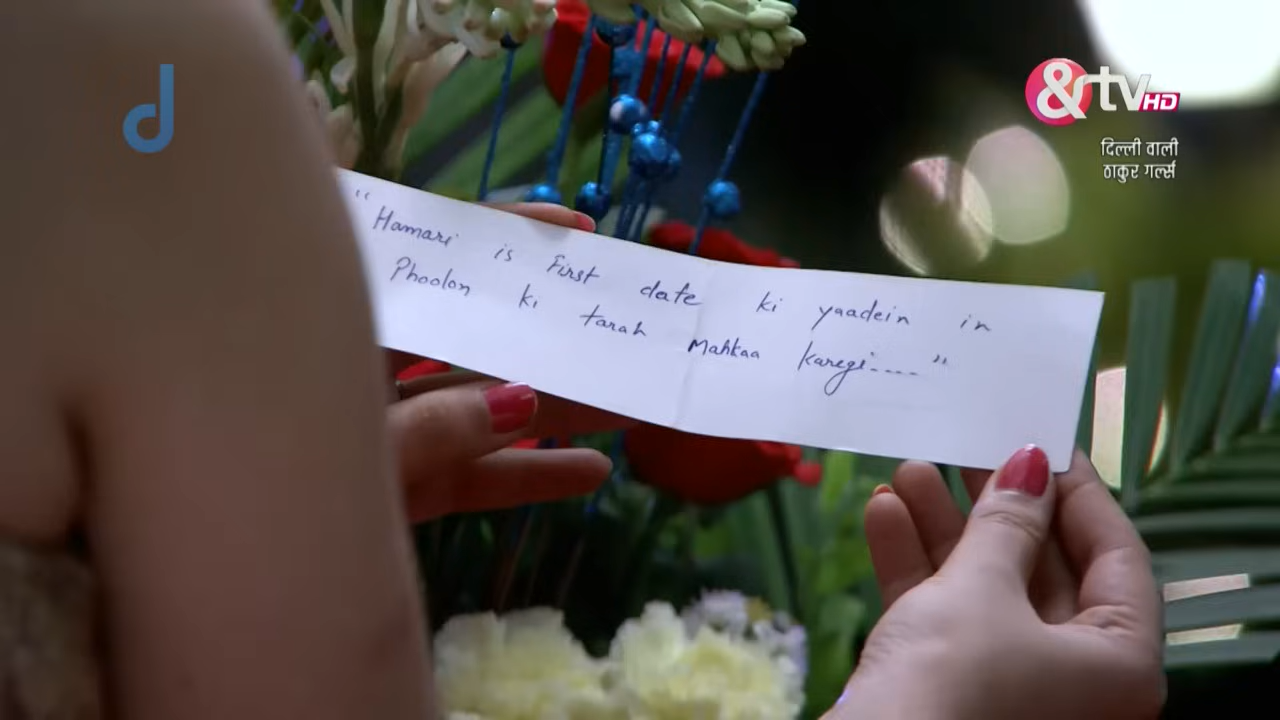 d
&tv HD
दिल्ली वाली
ठाकुर गर्ल्स
"Hamari is First date ki yaadein in
Phoolon ki tarah Mahkaa karegi...."